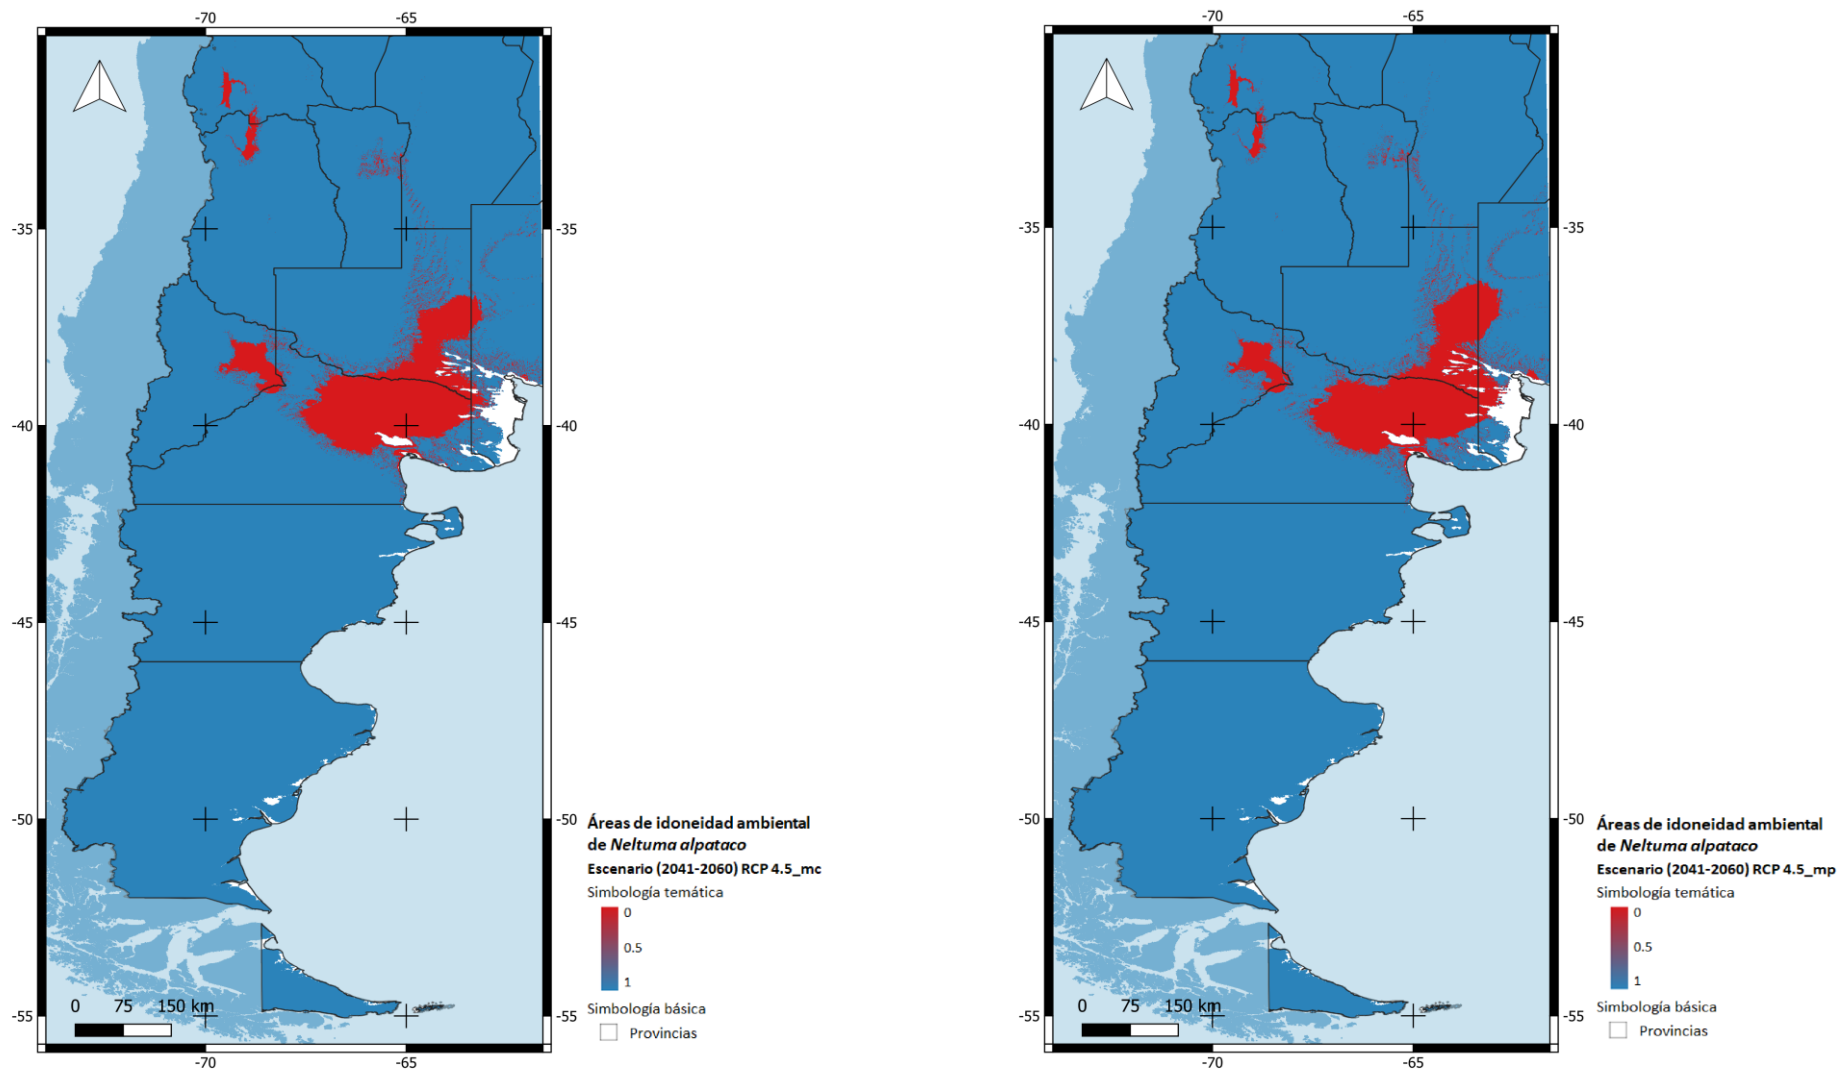 -70
-65
-35
-35
-40
-40
-45
-45
-50
-50
-55
-55
0 75 150 km
-70
-65
Áreas de idoneidad ambiental
de Neltuma alpataco
Escenario (2041-2060) RCP 4.5_mc
Simbología temática
0
0.5
1
Simbología básica
Provincias
-70
-65
-35
-35
-40
-40
-45
-45
-50
-50
-55
-55
0 75 150 km
-70
-65
Áreas de idoneidad ambiental
de Neltuma alpataco
Escenario (2041-2060) RCP 4.5_mp
Simbología temática
0
0.5
1
Simbología básica
Provincias